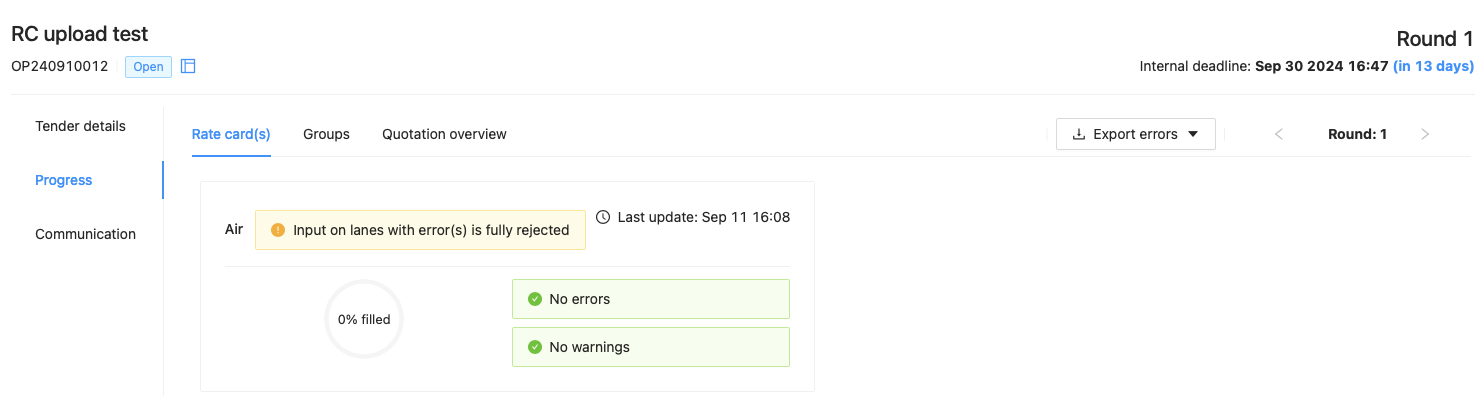 RC upload test
Round 1
OP240910012 Open
Internal deadline: Sep 30 2024 16:47 (in 13 days)
Tender details
Progress
Communication
Rate card(s) Groups Quotation overview
Export errors
Round: 1
Air
Input on lanes with error(s) is fully rejected
Last update: Sep 11 16:08
0% filled
No errors
No warnings